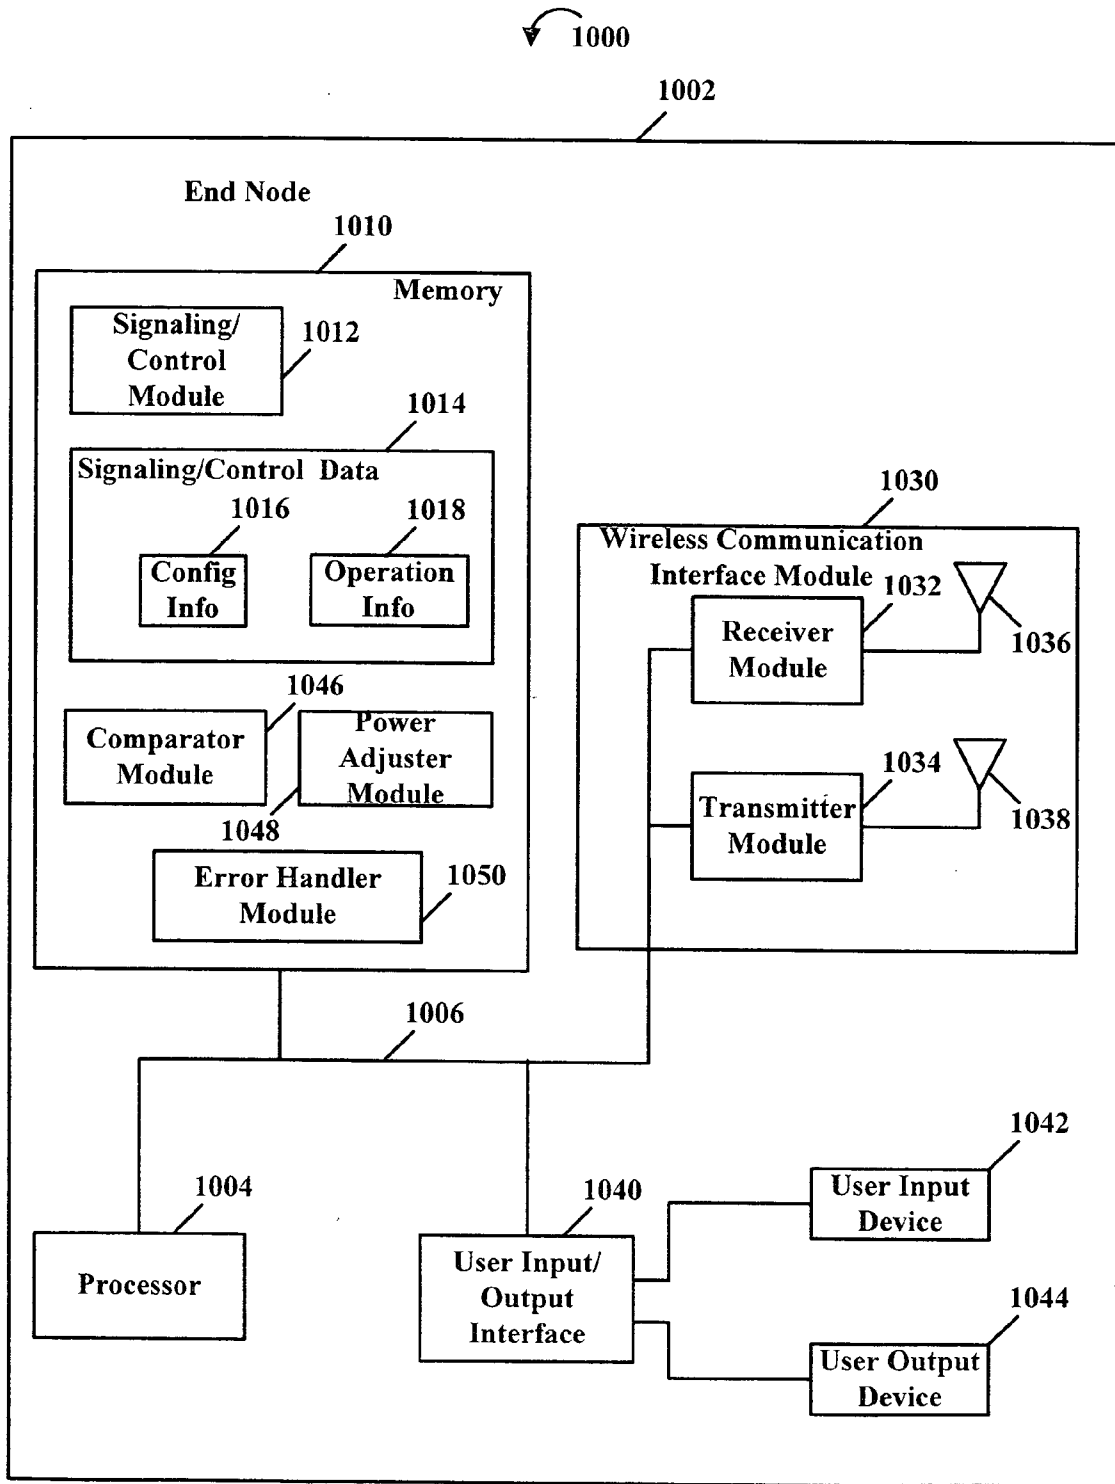 1000
1002
End Node
1010
Memory
Signaling/
Control
Module
1012
1014
Signaling/Control Data
1016
1018
Config
Info
Operation
Info
1046
Comparator
Module
Power
Adjuster
Module
1048
Error Handler
Module
1050
1030
Wireless Communication
Interface Module
1032
Receiver
Module
1036
1034
Transmitter
Module
1038
1006
1004
Processor
1040
User Input/
Output
Interface
1042
User Input
Device
1044
User Output
Device